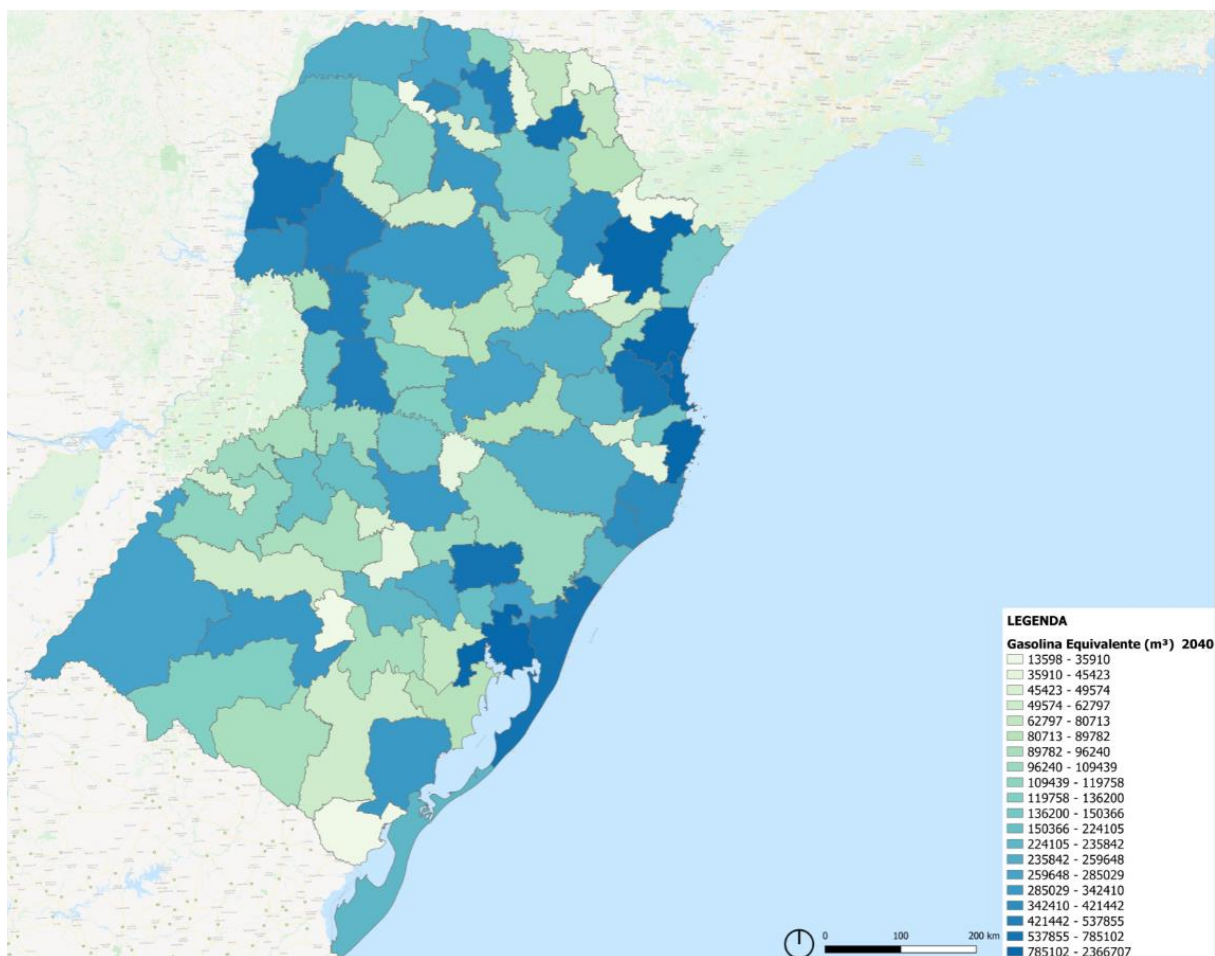 LEGENDA
Gasolina Equivalente (m³) 2040
13598 - 35910
35910 - 45423
45423 - 49574
49574 - 62797
62797 - 80713
80713 - 89782
89782 - 96240
96240 - 109439
109439 - 119758
119758 - 136200
136200 - 150366
150366 - 224105
224105 - 235842
235842 - 259648
259648 - 285029
285029 - 342410
342410 - 421442
421442 - 537855
537855 - 785102
785102 - 2366707
0 100 200 km